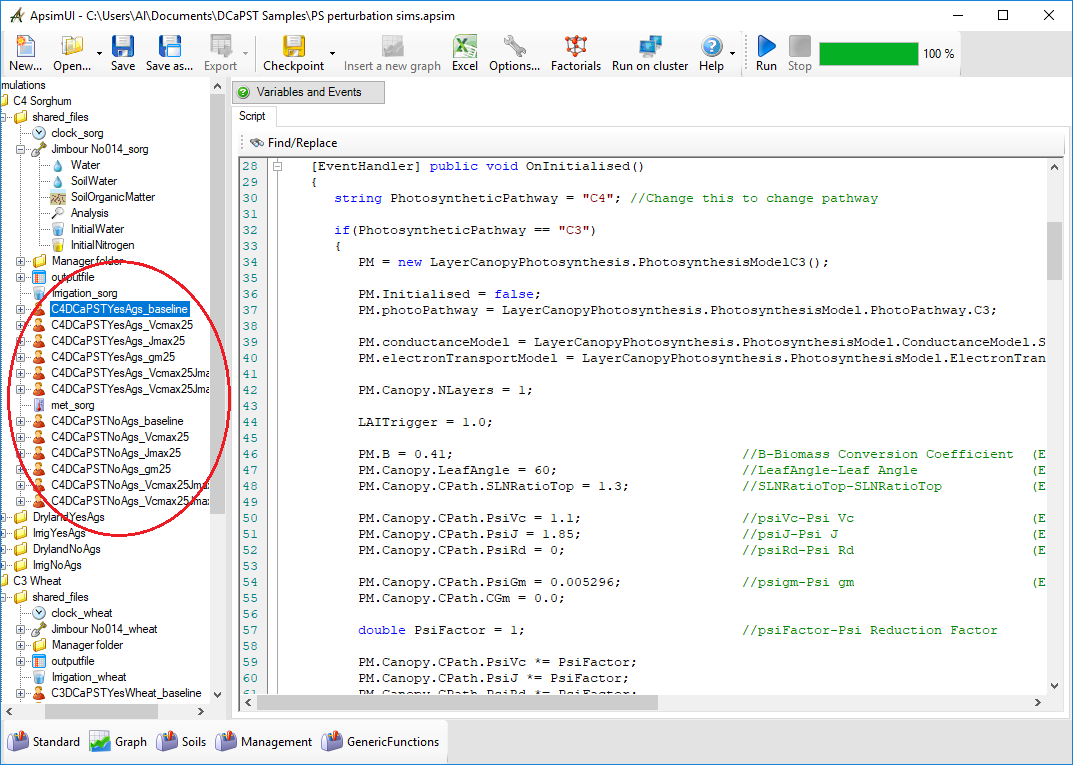 ApsimUI - C:\Users\Al\Documents\DCaPST Samples\PS perturbation sims.apsim
New... Open... Save Save as... Export Checkpoint Insert a new graph Excel Options... Factorials Run on cluster Help Run Stop 100 %
mulations
C4 Sorghum
shared_files
clock_sorg
Jimbour No014_sorg
Water
SoilWater
SoilOrganicMatter
Analysis
InitialWater
InitialNitrogen
Manager folder
outputfile
Irrigation_sorg
C4DCaPSTYesAgs_baseline
C4DCaPSTYesAgs_Vcmax25
C4DCaPSTYesAgs_Jmax25
C4DCaPSTYesAgs_gm25
C4DCaPSTYesAgs_Vcmax25Jma
C4DCaPSTYesAgs_Vcmax25Jma
met_sorg
C4DCaPSTNoAgs_baseline
C4DCaPSTNoAgs_Vcmax25
C4DCaPSTNoAgs_Jmax25
C4DCaPSTNoAgs_gm25
C4DCaPSTNoAgs_Vcmax25Jmax
C4DCaPSTNoAgs_Vcmax25Jmax
DrylandYesAgs
IrrigYesAgs
DrylandNoAgs
IrrigNoAgs
C3 Wheat
shared_files
clock_wheat
Jimbour No014_wheat
Manager folder
outputfile
Irrigation_wheat
C3DCaPSTYesWheat_baseline
Variables and Events
Script
Find/Replace
28 [EventHandler] public void OnInitialised()
29 {
30 string PhotosyntheticPathway = "C4"; //Change this to change pathway
31
32 if(PhotosyntheticPathway == "C3")
33 {
34 PM = new LayerCanopyPhotosynthesis.PhotosynthesisModelC3();
35
36 PM.Initialised = false;
37 PM.photoPathway = LayerCanopyPhotosynthesis.PhotosynthesisModel.PhotoPathway.C3;
38
39 PM.conductanceModel = LayerCanopyPhotosynthesis.PhotosynthesisModel.ConductanceModel.S
40 PM.electronTransportModel = LayerCanopyPhotosynthesis.PhotosynthesisModel.ElectronTran
41
42 PM.Canopy.NLayers = 1;
43
44 LAITrigger = 1.0;
45
46 PM.B = 0.41; //B-Biomass Conversion Coefficient (E
47 PM.Canopy.LeafAngle = 60; //LeafAngle-Leaf Angle (E
48 PM.Canopy.CPath.SLNRatioTop = 1.3; //SLNRatioTop-SLNRatioTop (E
49
50 PM.Canopy.CPath.PsiVc = 1.1; //psiVc-Psi Vc (E
51 PM.Canopy.CPath.PsiJ = 1.85; //psiJ-Psi J (E
52 PM.Canopy.CPath.PsiRd = 0; //psiRd-Psi Rd (E
53
54 PM.Canopy.CPath.PsiGm = 0.005296; //psigm-Psi gm (E
55 PM.Canopy.CPath.CGm = 0.0;
56
57 double PsiFactor = 1; //psiFactor-Psi Reduction Factor
58
59 PM.Canopy.CPath.PsiVc *= PsiFactor;
60 PM.Canopy.CPath.PsiJ *= PsiFactor;
61 PM.Canopy.CPath.PsiRd *= PsiFactor;
Standard Graph Soils Management GenericFunctions